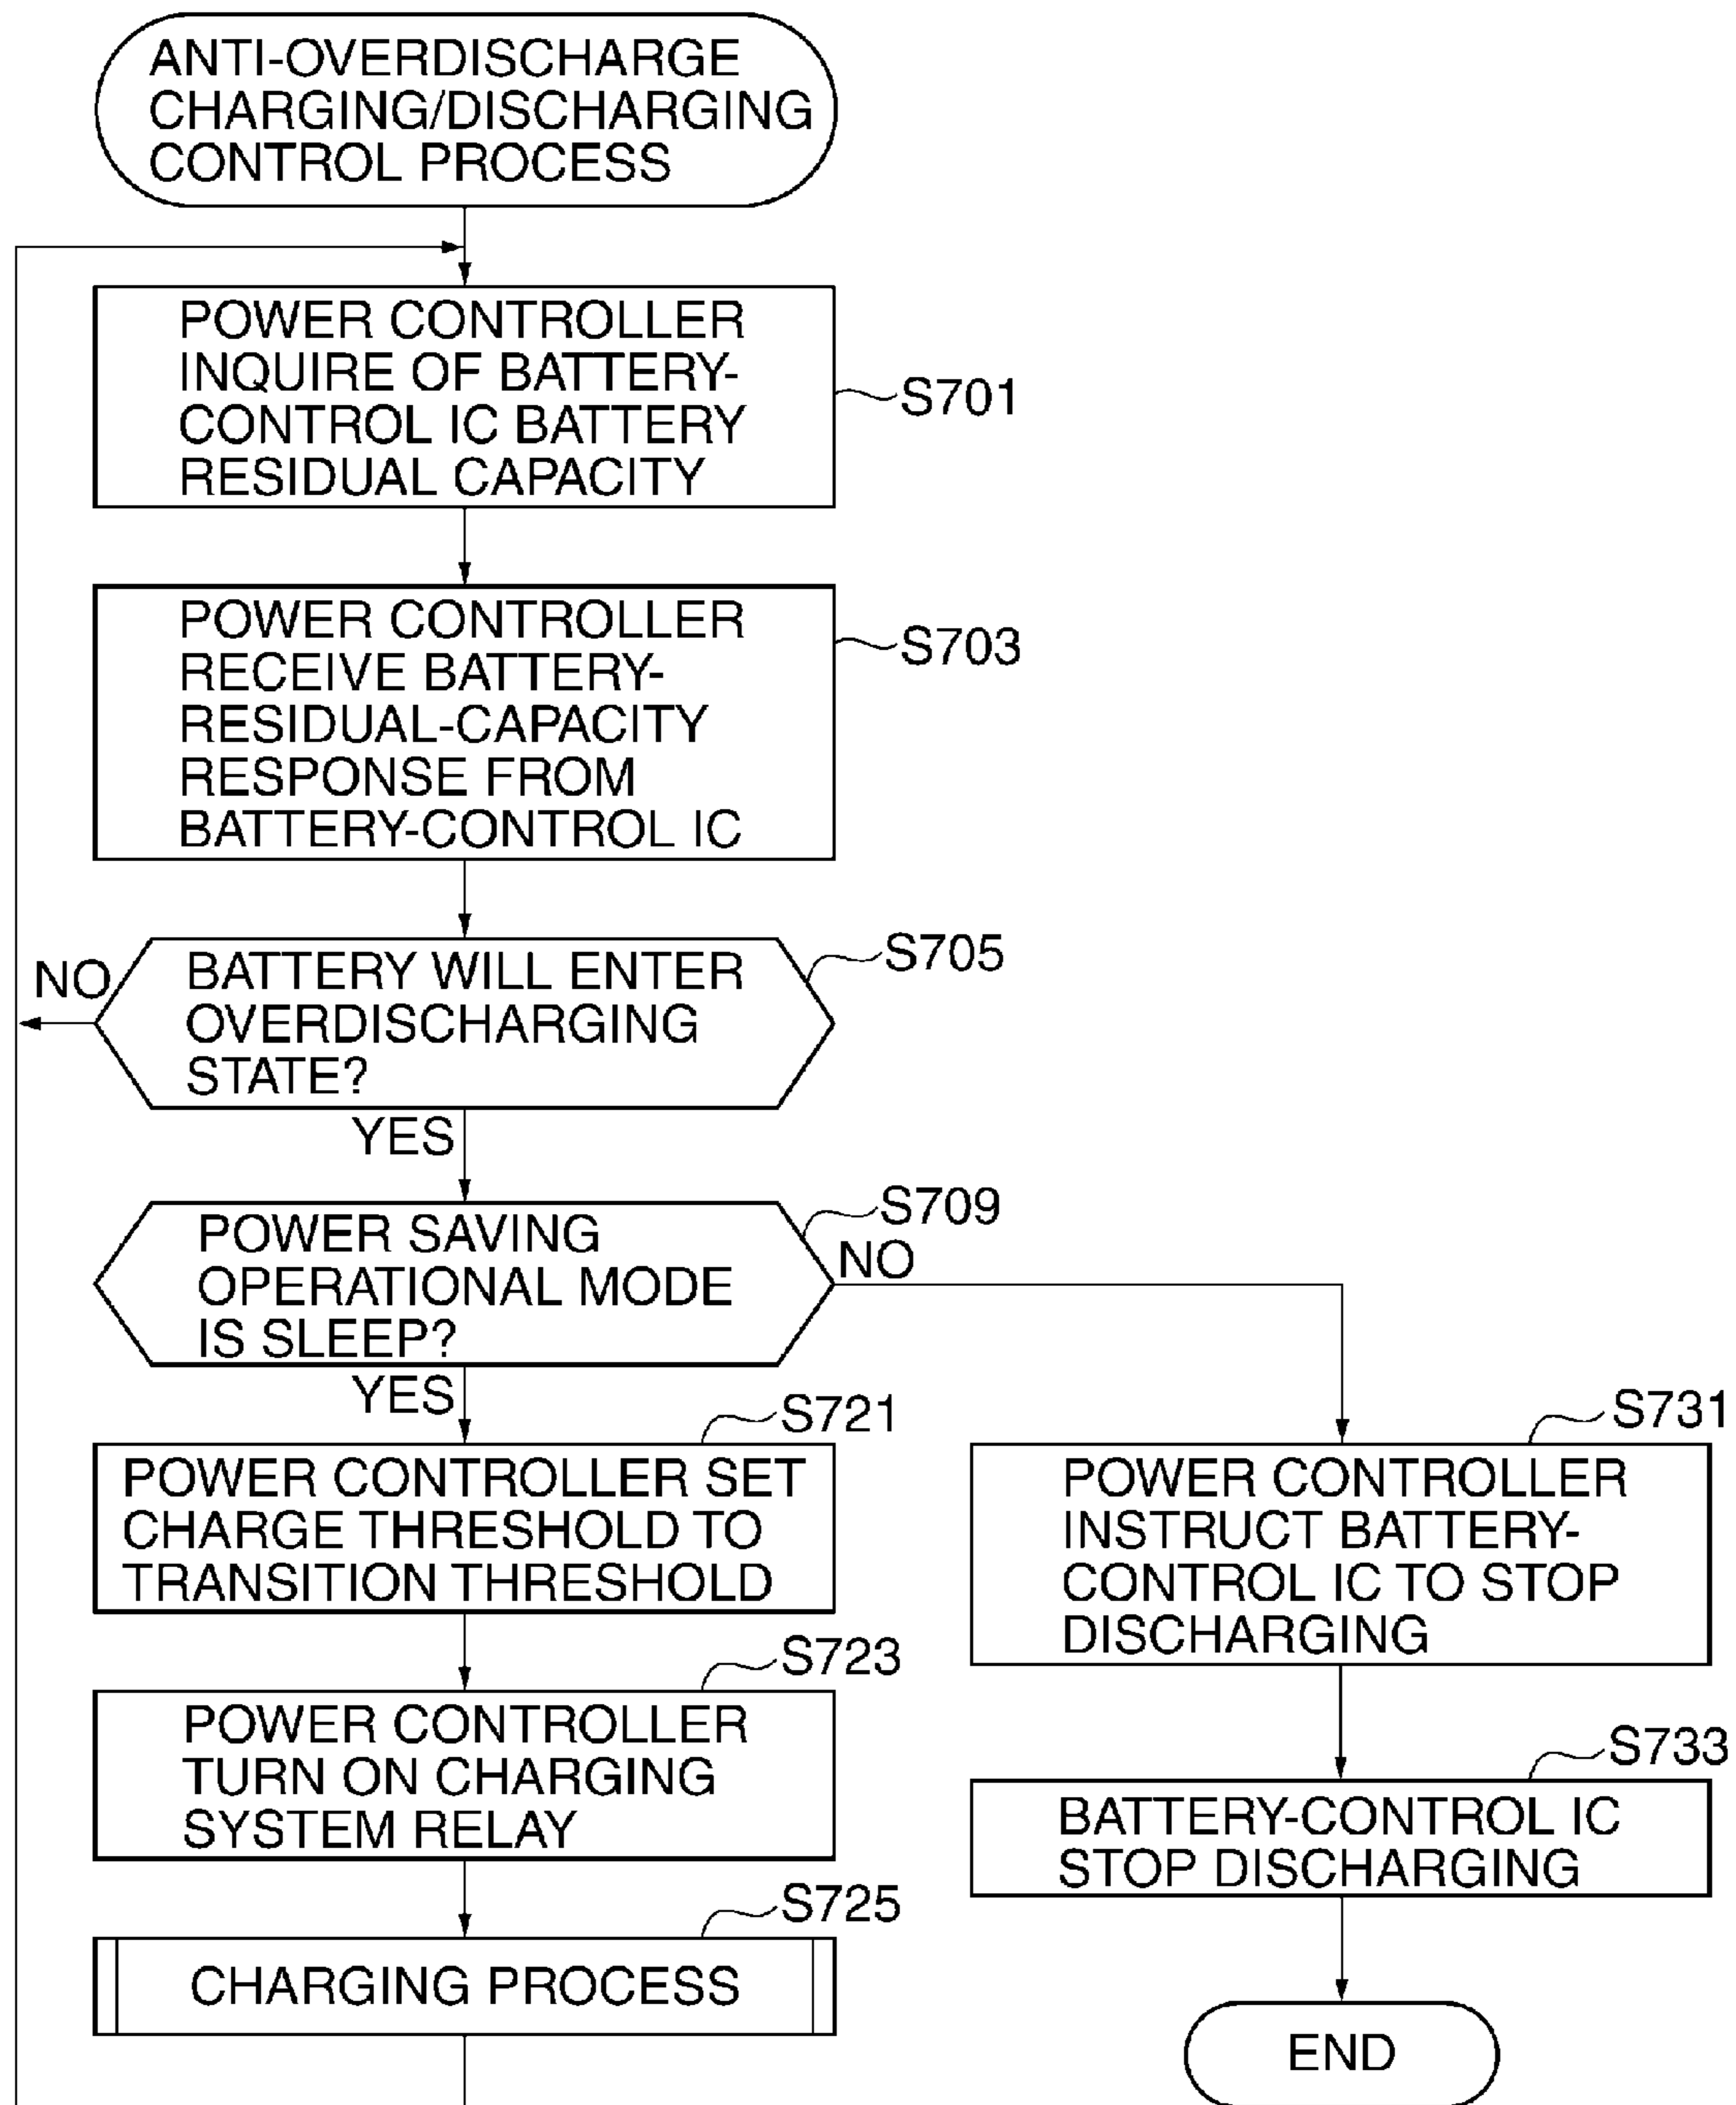 ANTI-OVERDISCHARGE
CHARGING/DISCHARGING
CONTROL PROCESS
POWER CONTROLLER
INQUIRE OF BATTERY-
CONTROL IC BATTERY
RESIDUAL CAPACITY
S701
POWER CONTROLLER
RECEIVE BATTERY-
RESIDUAL-CAPACITY
RESPONSE FROM
BATTERY-CONTROL IC
S703
BATTERY WILL ENTER
OVERDISCHARGING
STATE?
S705
NO
YES
POWER SAVING
OPERATIONAL MODE
IS SLEEP?
S709
NO
YES
S721
POWER CONTROLLER SET
CHARGE THRESHOLD TO
TRANSITION THRESHOLD
S723
POWER CONTROLLER
TURN ON CHARGING
SYSTEM RELAY
S725
CHARGING PROCESS
S731
POWER CONTROLLER
INSTRUCT BATTERY-
CONTROL IC TO STOP
DISCHARGING
S733
BATTERY-CONTROL IC
STOP DISCHARGING
END